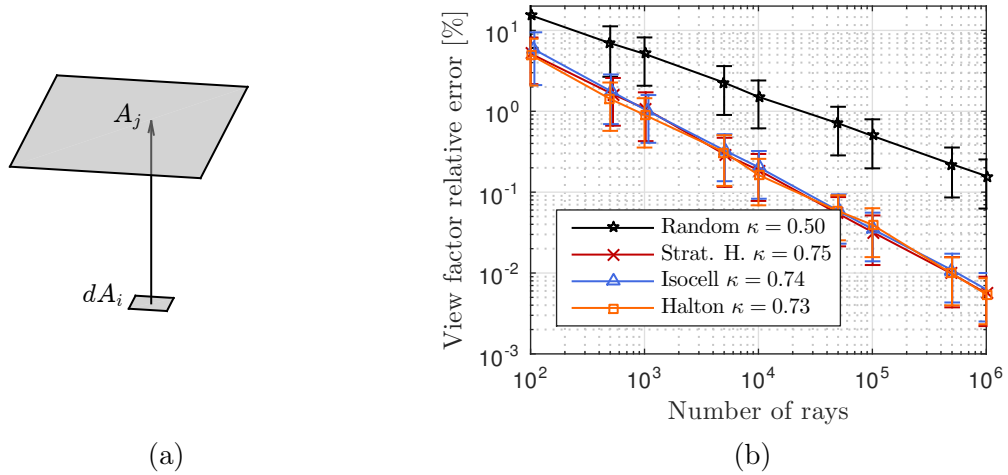 A_j
dA_i
(a)
View factor relative error [%]
10^1
10^0
10^-1
10^-2
10^-3
Random κ = 0.50
Strat. H. κ = 0.75
Isocell κ = 0.74
Halton κ = 0.73
10^2 10^3 10^4 10^5 10^6
Number of rays
(b)